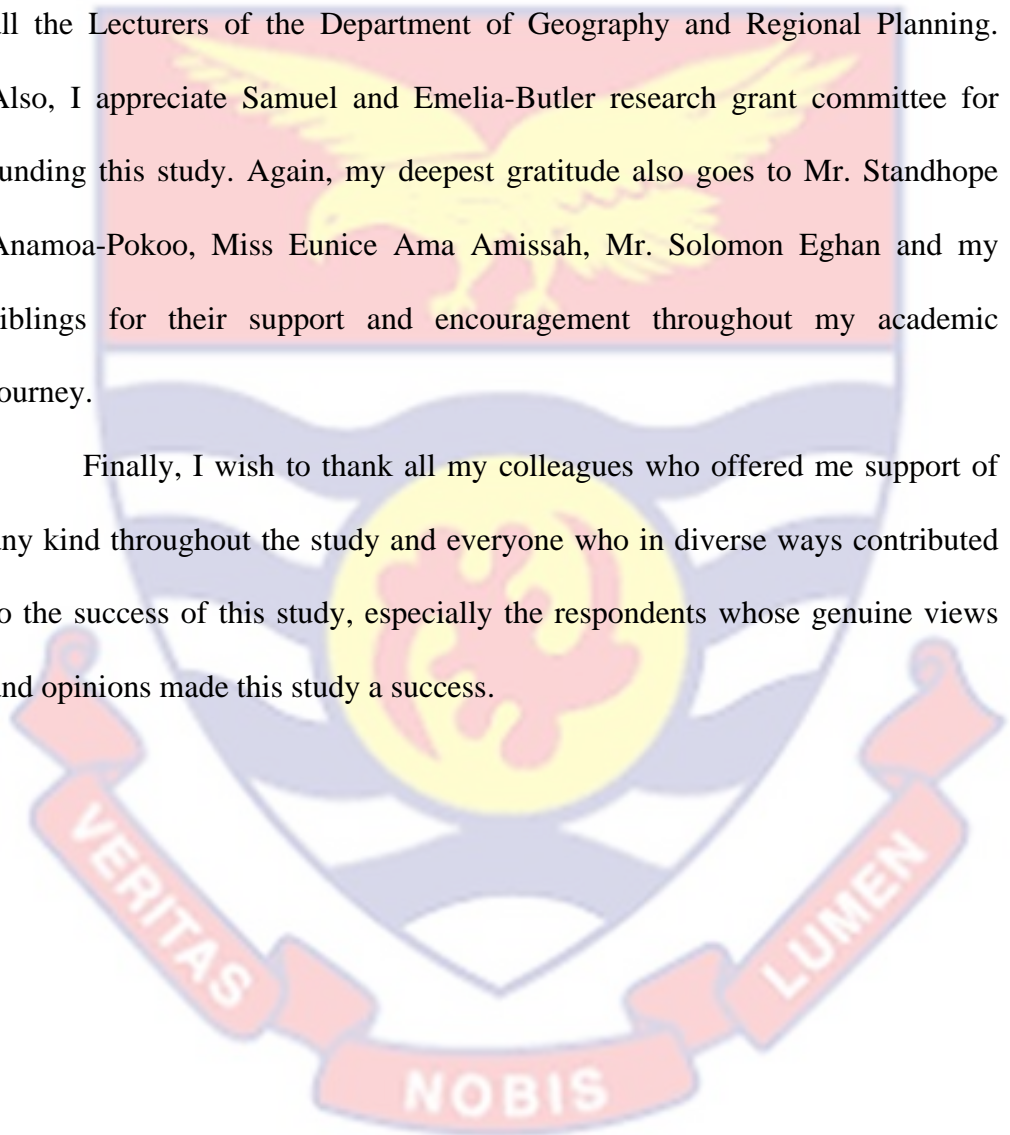 all the Lecturers of the Department of Geography and Regional Planning.
Also, I appreciate Samuel and Emelia-Butler research grant committee for
unding this study. Again, my deepest gratitude also goes to Mr. Standhope
Anamoa-Pokoo, Miss Eunice Ama Amissah, Mr. Solomon Eghan and my
iblings for their support and encouragement throughout my academic
ourney.
Finally, I wish to thank all my colleagues who offered me support of
any kind throughout the study and everyone who in diverse ways contributed
o the success of this study, especially the respondents whose genuine views
and opinions made this study a success.
VERITAS
NOBIS
LUMEN